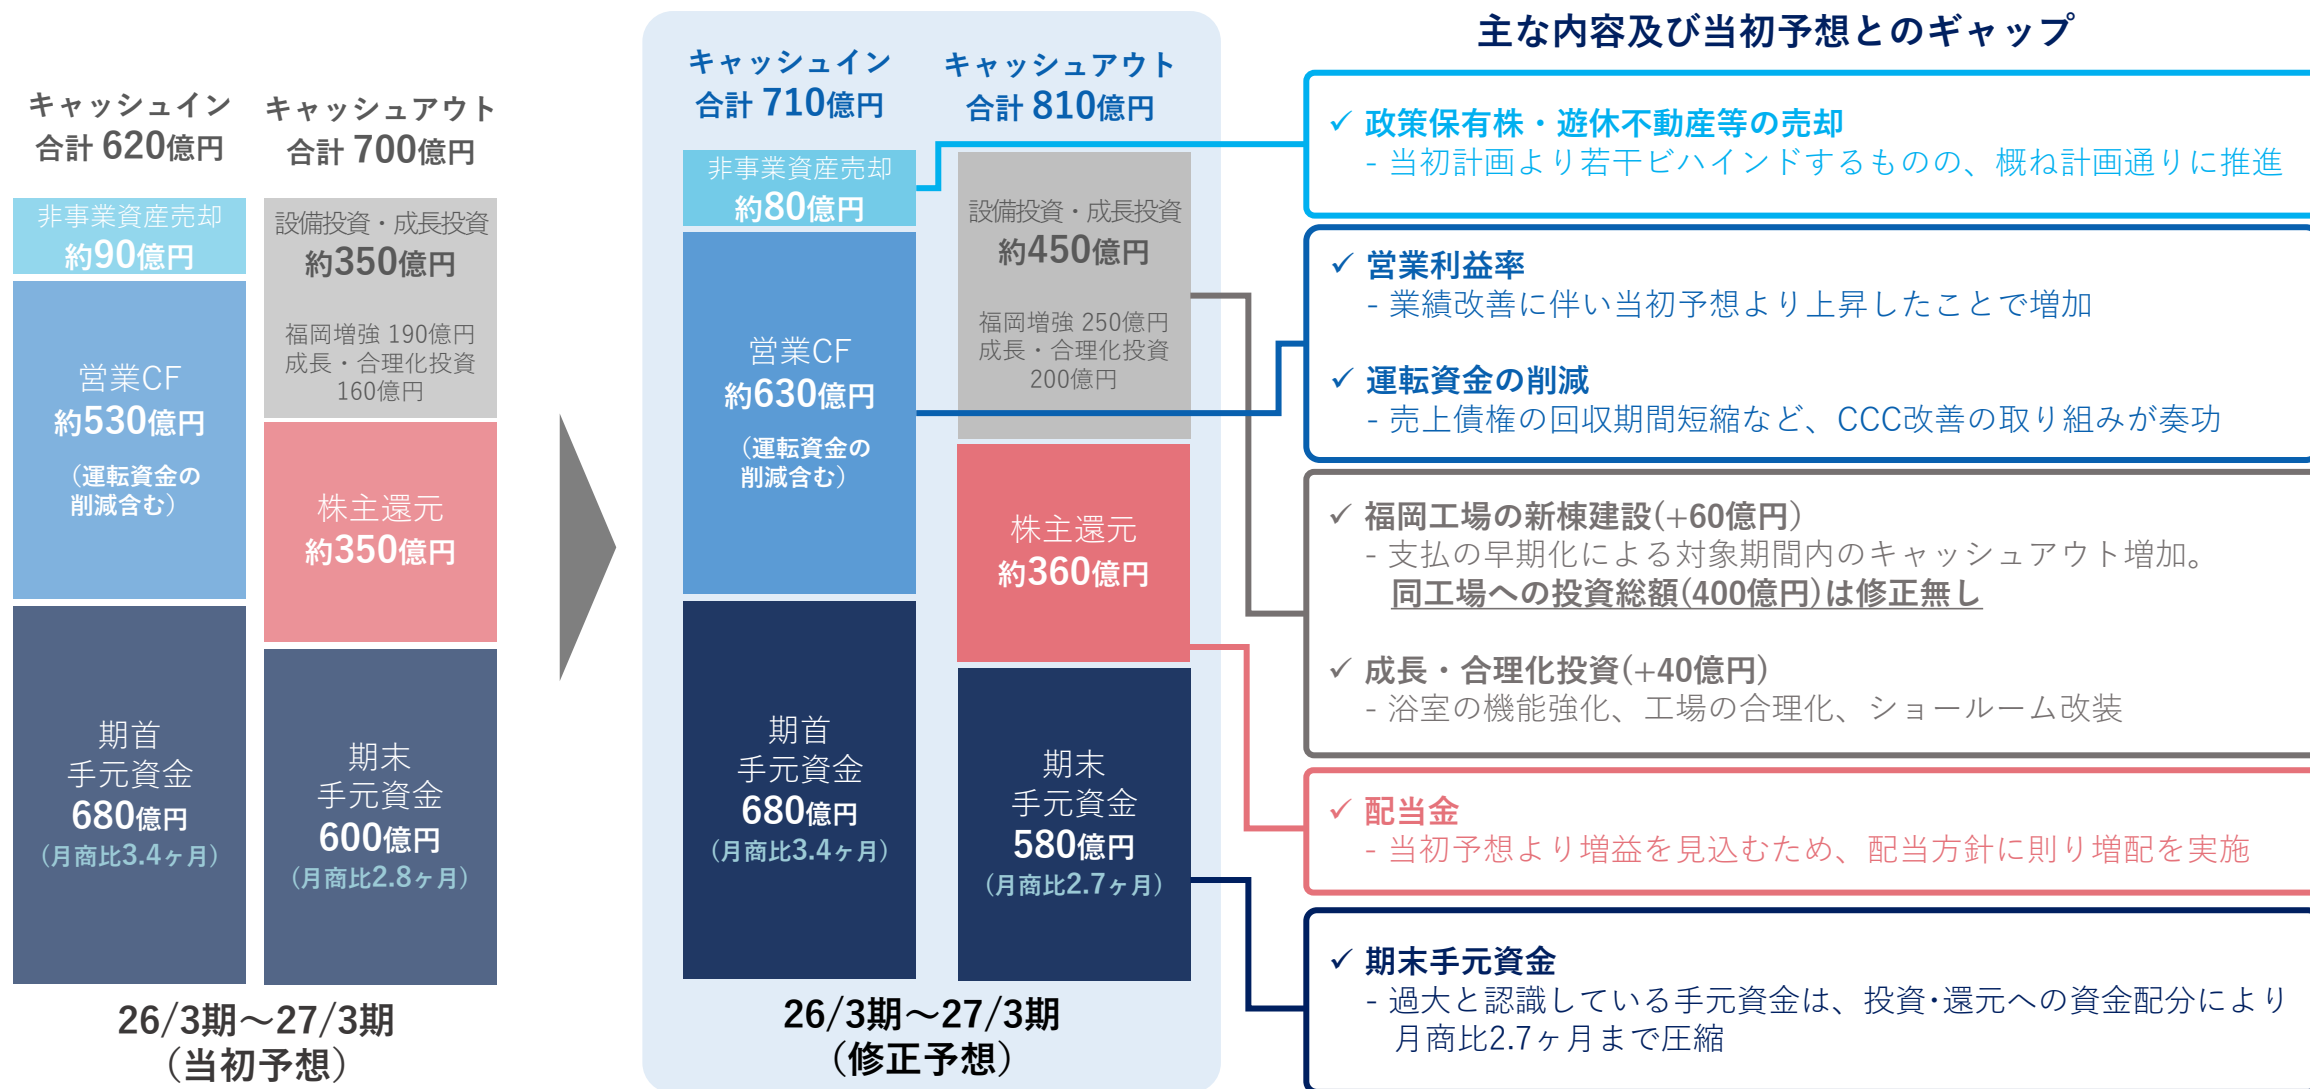 キャッシュイン
合計 620億円
キャッシュアウト
合計 700億円
非事業資産売却
約90億円
営業CF
約530億円
（運転資金の
削減含む）
期首
手元資金
680億円
(月商比3.4ヶ月)
設備投資・成長投資
約350億円
福岡増強 190億円
成長・合理化投資
160億円
株主還元
約350億円
期末
手元資金
600億円
(月商比2.8ヶ月)
26/3期～27/3期
（当初予想）
キャッシュイン
合計 710億円
キャッシュアウト
合計 810億円
非事業資産売却
約80億円
営業CF
約630億円
（運転資金の
削減含む）
期首
手元資金
680億円
(月商比3.4ヶ月)
設備投資・成長投資
約450億円
福岡増強 250億円
成長・合理化投資
200億円
株主還元
約360億円
期末
手元資金
580億円
(月商比2.7ヶ月)
26/3期～27/3期
（修正予想）
主な内容及び当初予想とのギャップ
✓ 政策保有株・遊休不動産等の売却
- 当初計画より若干ビハインドするものの、概ね計画通りに推進
✓ 営業利益率
- 業績改善に伴い当初予想より上昇したことで増加
✓ 運転資金の削減
- 売上債権の回収期間短縮など、CCC改善の取り組みが奏功
✓ 福岡工場の新棟建設(+60億円)
- 支払の早期化による対象期間内のキャッシュアウト増加。
同工場への投資総額(400億円)は修正無し
✓ 成長・合理化投資(+40億円)
- 浴室の機能強化、工場の合理化、ショールーム改装
✓ 配当金
- 当初予想より増益を見込むため、配当方針に則り増配を実施
✓ 期末手元資金
- 過大と認識している手元資金は、投資･還元への資金配分により
月商比2.7ヶ月まで圧縮